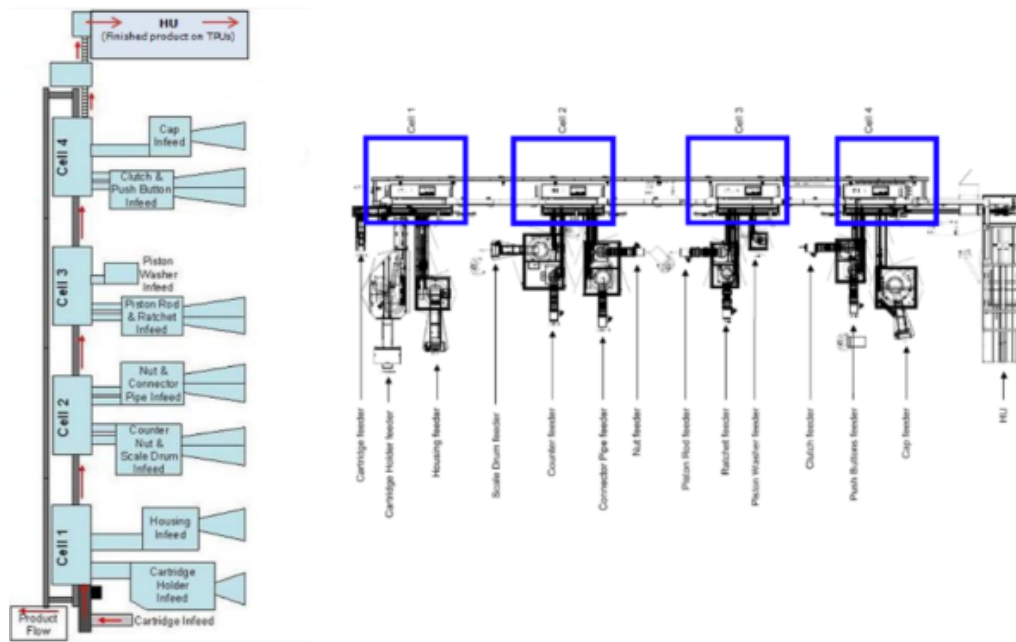 HU
(Finished product on TPUs)
Cell 4
Cap
Infeed
Clutch &
Push Button
Infeed
Cell 3
Piston
Washer
Infeed
Piston Rod
& Ratchet
Infeed
Cell 2
Nut &
Connector
Pipe Infeed
Counter
Nut &
Scale Drum
Infeed
Cell 1
Housing
Infeed
Cartridge
Holder
Infeed
Cartridge Infeed
Product
Flow
Cell 1
Cell 2
Cell 3
Cell 4
Cartridge feeder
Cartridge Holder feeder
Housing feeder
Scale Drum feeder
Counter feeder
Connector Pipe feeder
Nut feeder
Piston Rod feeder
Ratchet feeder
Piston Washer feeder
Clutch feeder
Push Buttons feeder
Cap feeder
HU